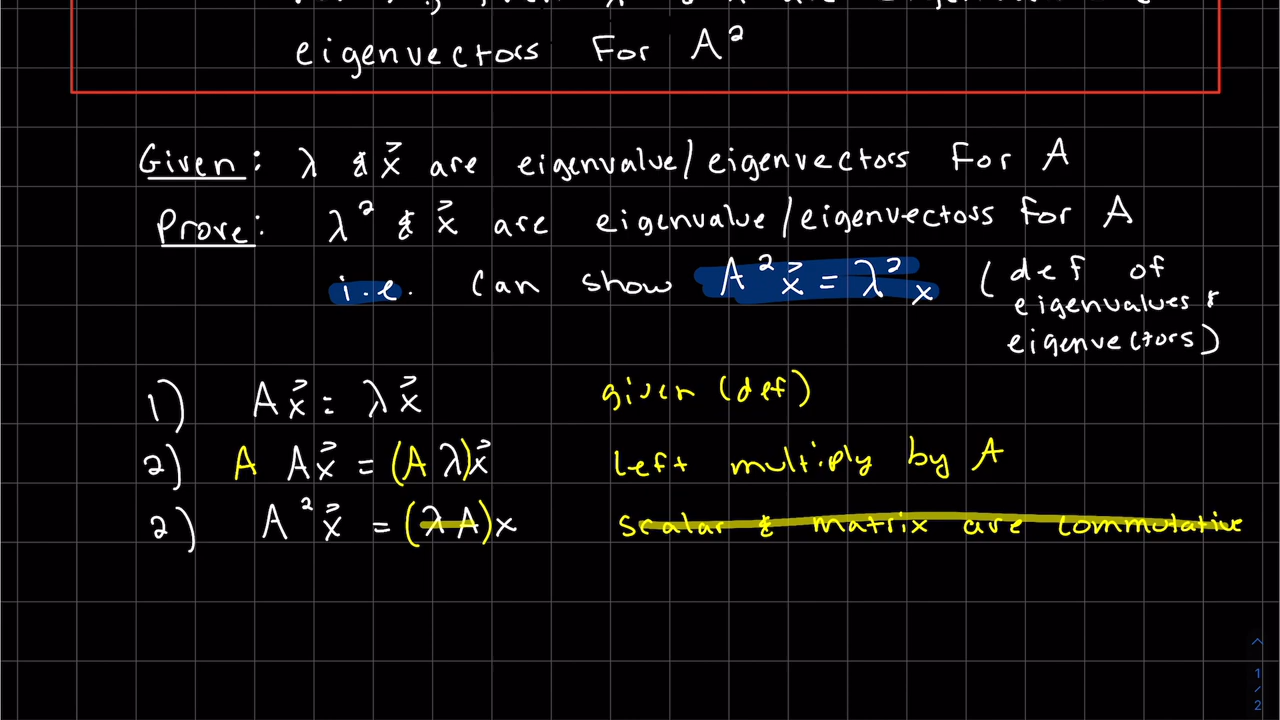 eigenvectors For A²
Given: λ & x⃗ are eigenvalue/eigenvectors For A
Prove: λ² & x⃗ are eigenvalue/eigenvectors for A
i.e. Can show A²x⃗ = λ²x (def of
eigenvalues &
eigenvectors)
1) Ax⃗ = λx⃗ given (def)
2) A Ax⃗ = (Aλ)x⃗ Left multiply by A
2) A²x⃗ = (λA)x Scalar & matrix are commutative
1/2